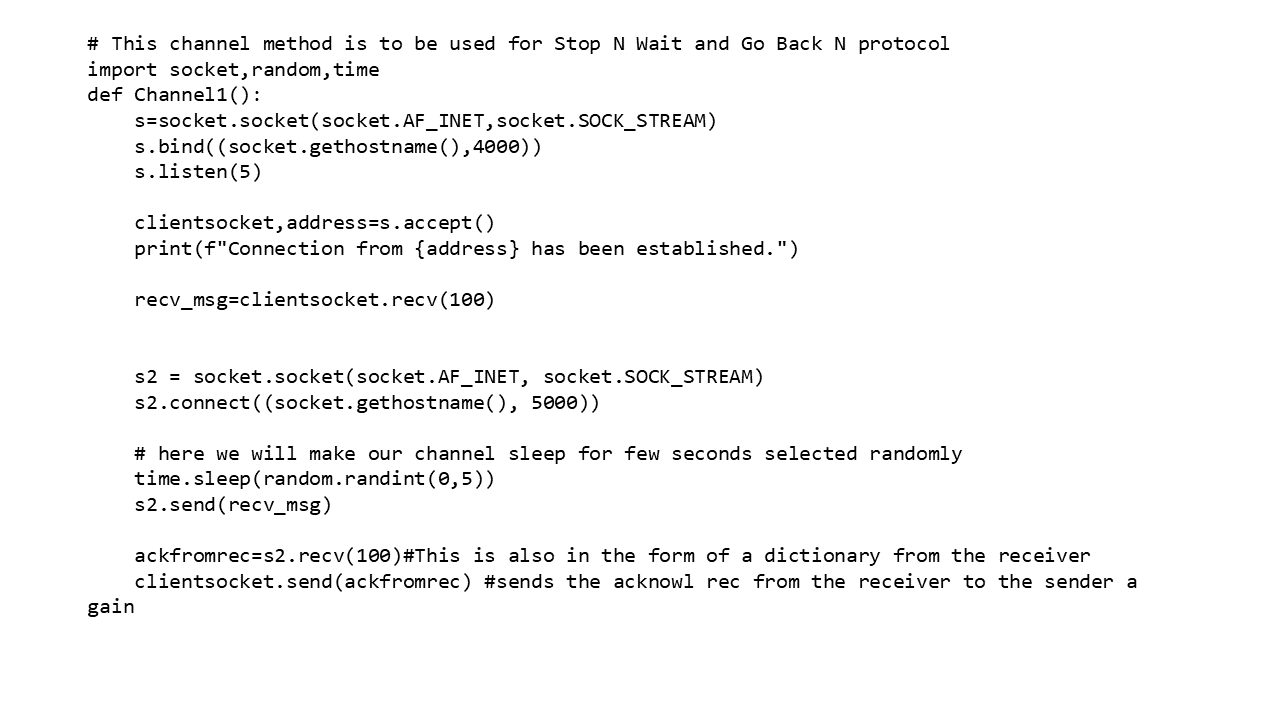 # This channel method is to be used for Stop N Wait and Go Back N protocol
import socket,random,time
def Channel1():
    s=socket.socket(socket.AF_INET,socket.SOCK_STREAM)
    s.bind((socket.gethostname(),4000))
    s.listen(5)
    clientsocket,address=s.accept()
    print(f"Connection from {address} has been established.")
    recv_msg=clientsocket.recv(100)
    s2 = socket.socket(socket.AF_INET, socket.SOCK_STREAM)
    s2.connect((socket.gethostname(), 5000))
    # here we will make our channel sleep for few seconds selected randomly
    time.sleep(random.randint(0,5))
    s2.send(recv_msg)
    ackfromrec=s2.recv(100)#This is also in the form of a dictionary from the receiver
    clientsocket.send(ackfromrec) #sends the acknowl rec from the receiver to the sender a
gain